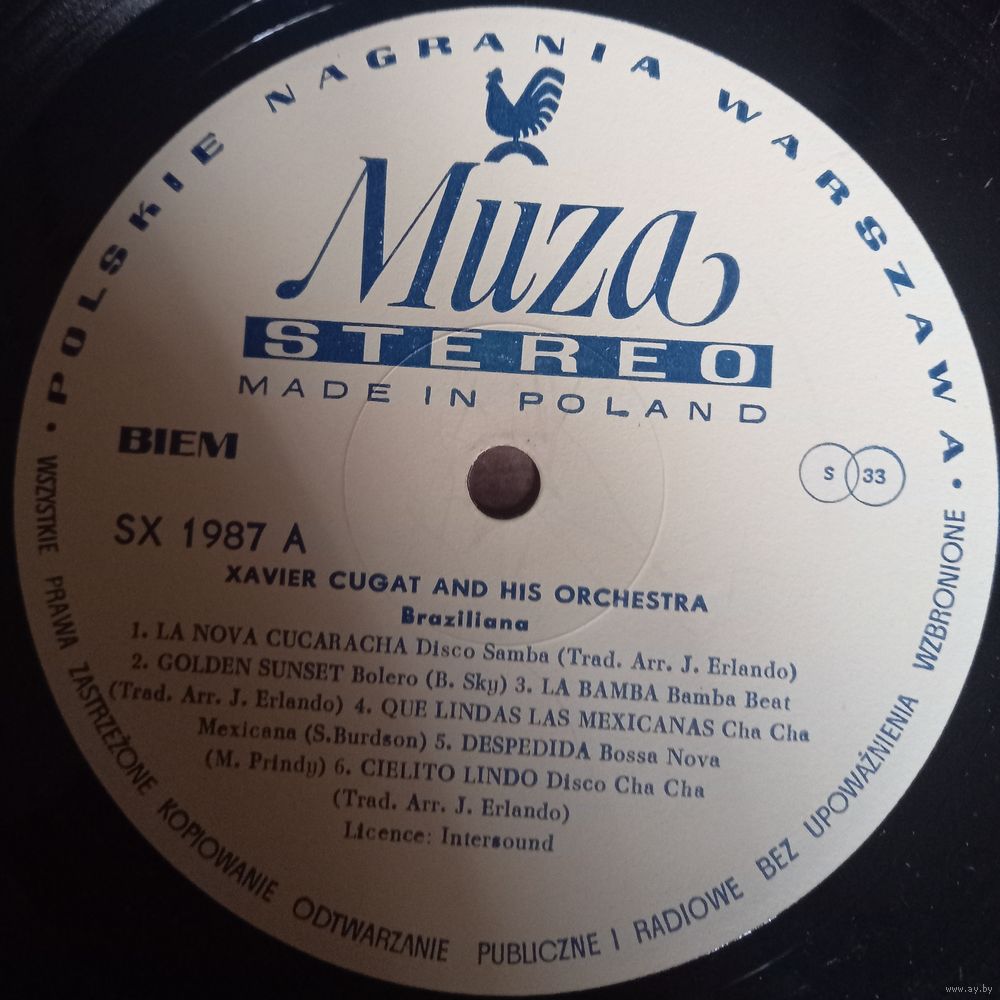 • POLSKIE NAGRANIA WARSZAWA •
Muza
STEREO
MADE IN POLAND
BIEM
S 33
SX 1987 A
XAVIER CUGAT AND HIS ORCHESTRA
Braziliana
1. LA NOVA CUCARACHA Disco Samba (Trad. Arr. J. Erlando)
2. GOLDEN SUNSET Bolero (B. Sky) 3. LA BAMBA Bamba Beat
(Trad. Arr. J. Erlando) 4. QUE LINDAS LAS MEXICANAS Cha Cha
Mexicana (S.Burdson) 5. DESPEDIDA Bossa Nova
(M. Prindy) 6. CIELITO LINDO Disco Cha Cha
(Trad. Arr. J. Erlando)
Licence: Intersound
WSZYSTKIE PRAWA ZASTRZEŻONE KOPIOWANIE ODTWARZANIE PUBLICZNE I RADIOWE BEZ UPOWAŻNIENIA WZBRONIONE
www.ay.by